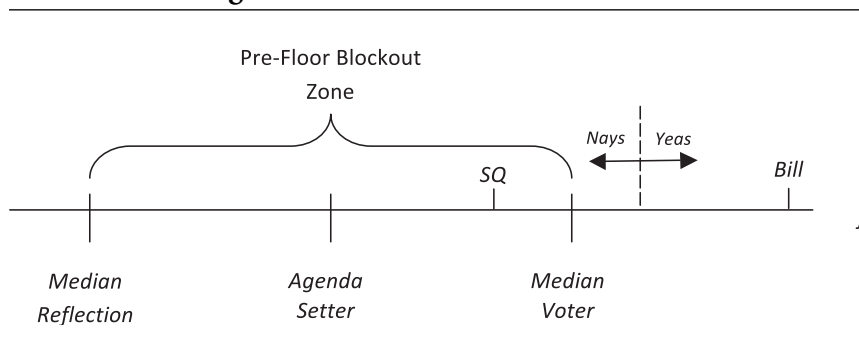 Pre-Floor Blockout
Zone
Nays Yeas
SQ
Bill
Median Agenda Median
Reflection Setter Voter